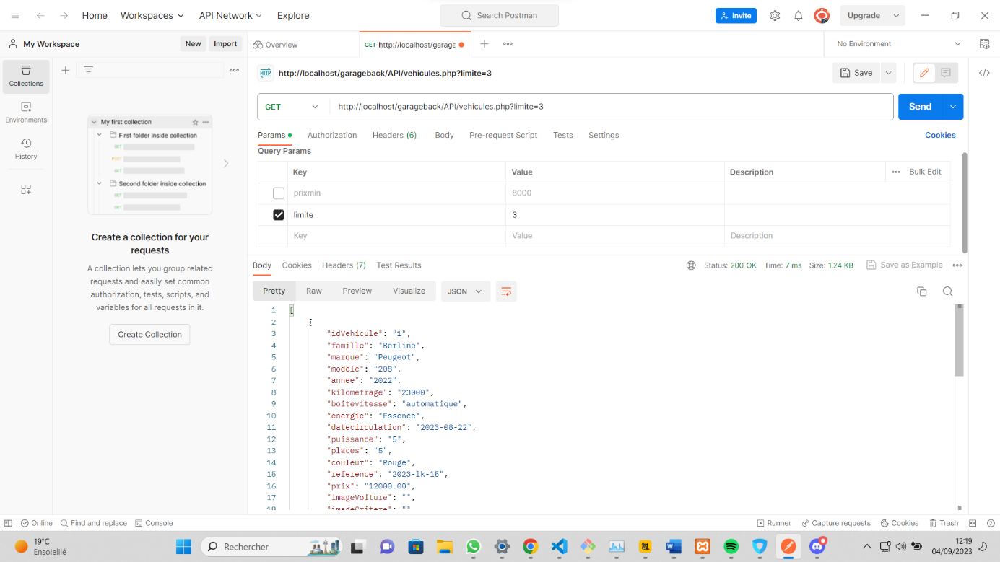 Home Workspaces API Network Explore Search Postman Invite Upgrade
My Workspace New Import Overview GET http://localhost/garage No Environment
Collections
Environments
History
My first collection
First folder inside collection
GET
POST
GET
Second folder inside collection
GET
GET
Create a collection for your
requests
A collection lets you group related
requests and easily set common
authorization, tests, scripts, and
variables for all requests in it.
Create Collection
HTTP http://localhost/garageback/API/vehicules.php?limite=3 Save
GET http://localhost/garageback/API/vehicules.php?limite=3 Send
Params Authorization Headers (6) Body Pre-request Script Tests Settings Cookies
Query Params
Key Value Description Bulk Edit
prixmin 8000
limite 3
Key Value Description
Body Cookies Headers (7) Test Results Status: 200 OK Time: 7 ms Size: 1.24 KB Save as Example
Pretty Raw Preview Visualize JSON
1 [
2 {
3 "idVehicule": "1",
4 "famille": "Berline",
5 "marque": "Peugeot",
6 "modele": "208",
7 "annee": "2022",
8 "kilometrage": "23000",
9 "boitevitesse": "automatique",
10 "energie": "Essence",
11 "datecirculation": "2023-08-22",
12 "puissance": "5",
13 "places": "5",
14 "couleur": "Rouge",
15 "reference": "2023-lk-15",
16 "prix": "12000.00",
17 "imageVoiture": "",
18 "imageCritere": ""
Online Find and replace Console Runner Capture requests Cookies Trash
19°C
Ensoleillé
Rechercher
12:19
04/09/2023